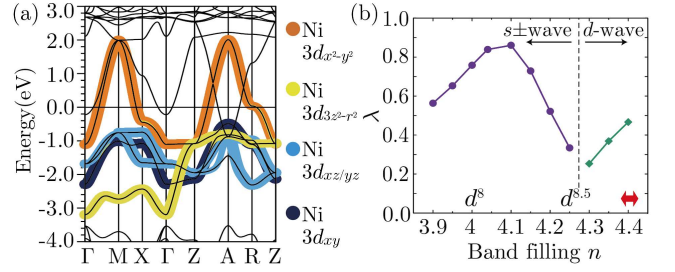 (a)
3.0
2.0
1.0
0.0
-1.0
-2.0
-3.0
-4.0
Energy(eV)
Γ M X Γ Z A R Z
Ni
3d_{x²-y²}
Ni
3d_{3z²-r²}
Ni
3d_{xz/yz}
Ni
3d_{xy}
(b)
1.0
0.8
0.6
0.4
0.2
0.0
λ
s±wave d-wave
d⁸ d^{8.5}
3.9 4 4.1 4.2 4.3 4.4
Band filling n